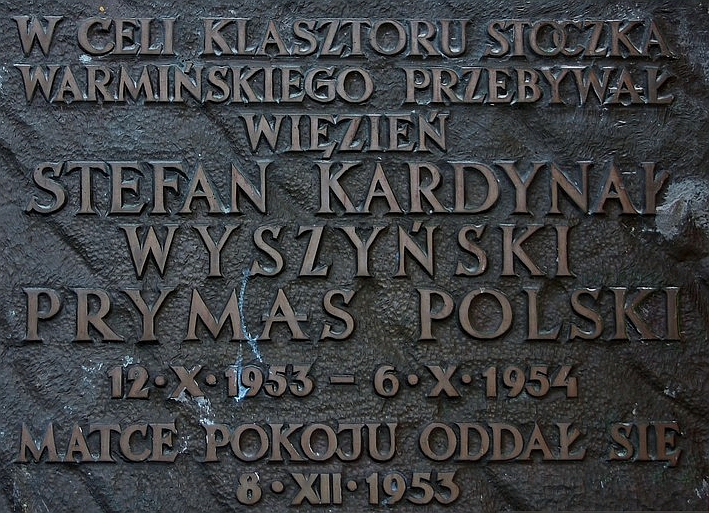 W CELI KLASZTORU STOCZKA
WARMIŃSKIEGO PRZEBYWAŁ
WIĘZIEŃ
STEFAN KARDYNAŁ
WYSZYŃSKI
PRYMAS POLSKI
12·X·1953 – 6·X·1954
MATCE POKOJU ODDAŁ SIĘ
8·XII·1953